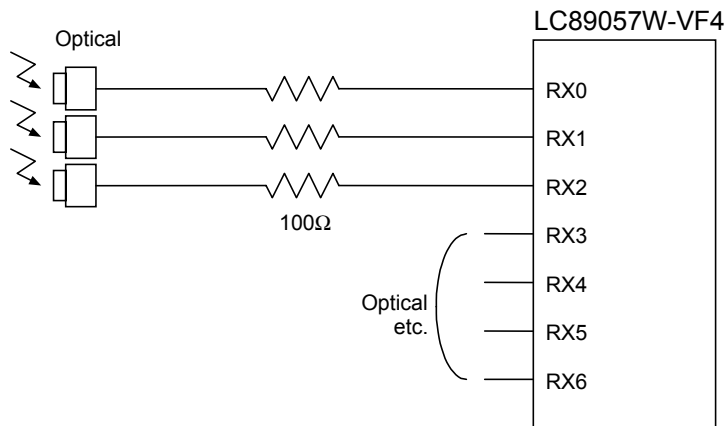 LC89057W-VF4
Optical
RX0
RX1
RX2
100Ω
RX3
RX4
Optical
etc.
RX5
RX6